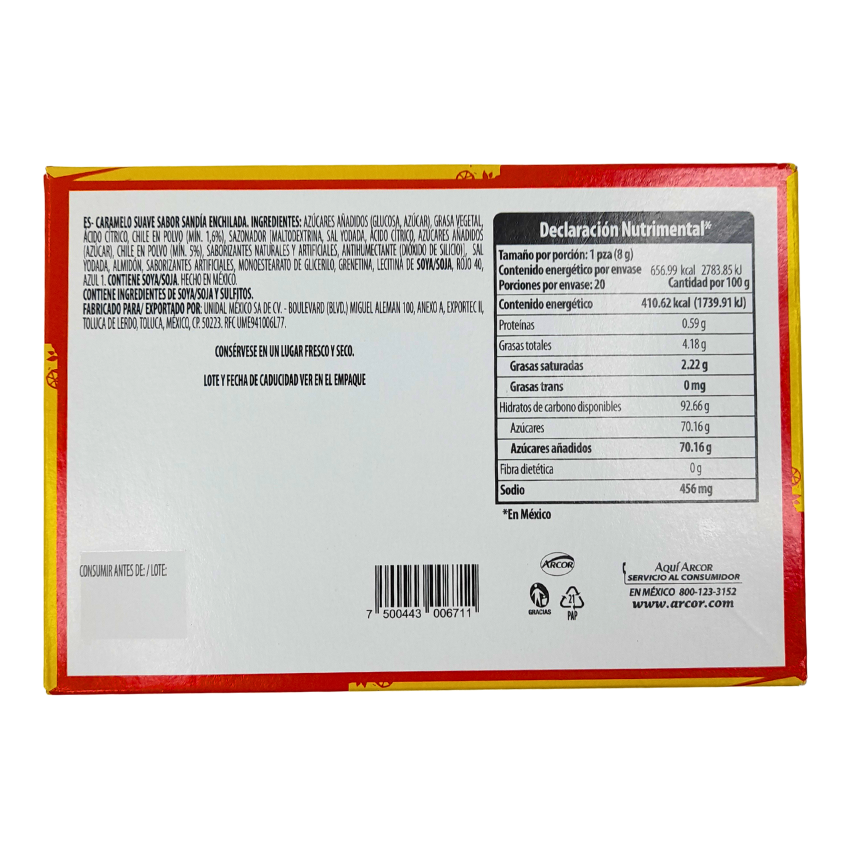 ES- CARAMELO SUAVE SABOR SANDÍA ENCHILADA. INGREDIENTES: AZÚCARES AÑADIDOS (GLUCOSA, AZÚCAR), GRASA VEGETAL,
ÁCIDO CÍTRICO, CHILE EN POLVO (MÍN. 1,6%), SAZONADOR [MALTODEXTRINA, SAL YODADA, ÁCIDO CÍTRICO, AZÚCARES AÑADIDOS
(AZÚCAR), CHILE EN POLVO (MÍN. 5%), SABORIZANTES NATURALES Y ARTIFICIALES, ANTIHUMECTANTE (DIÓXIDO DE SILICIO)], SAL
YODADA, ALMIDÓN, SABORIZANTES ARTIFICIALES, MONOESTEARATO DE GLICERILO, GRENETINA, LECITINA DE SOYA/SOJA, ROJO 40,
AZUL 1. CONTIENE SOYA/SOJA. HECHO EN MÉXICO.
CONTIENE INGREDIENTES DE SOYA/SOJA Y SULFITOS.
FABRICADO PARA/ EXPORTADO POR: UNIDAL MÉXICO SA DE CV. - BOULEVARD (BLVD.) MIGUEL ALEMAN 100, ANEXO A, EXPORTEC II,
TOLUCA DE LERDO, TOLUCA, MÉXICO, CP. 50223. RFC UME941006L77.
CONSÉRVESE EN UN LUGAR FRESCO Y SECO.
LOTE Y FECHA DE CADUCIDAD VER EN EL EMPAQUE
Declaración Nutrimental*
Tamaño por porción: 1 pza (8 g)
Contenido energético por envase 656.99 kcal 2783.85 kJ
Porciones por envase: 20 Cantidad por 100 g
Contenido energético 410.62 kcal (1739.91 kJ)
Proteínas 0.59 g
Grasas totales 4.18 g
Grasas saturadas 2.22 g
Grasas trans 0 mg
Hidratos de carbono disponibles 92.66 g
Azúcares 70.16 g
Azúcares añadidos 70.16 g
Fibra dietética 0 g
Sodio 456 mg
*En México
CONSUMIR ANTES DE: / LOTE:
7 500443 006711
ARCOR
GRACIAS
21
PAP
Aquí Arcor
SERVICIO AL CONSUMIDOR
EN MÉXICO 800-123-3152
www.arcor.com